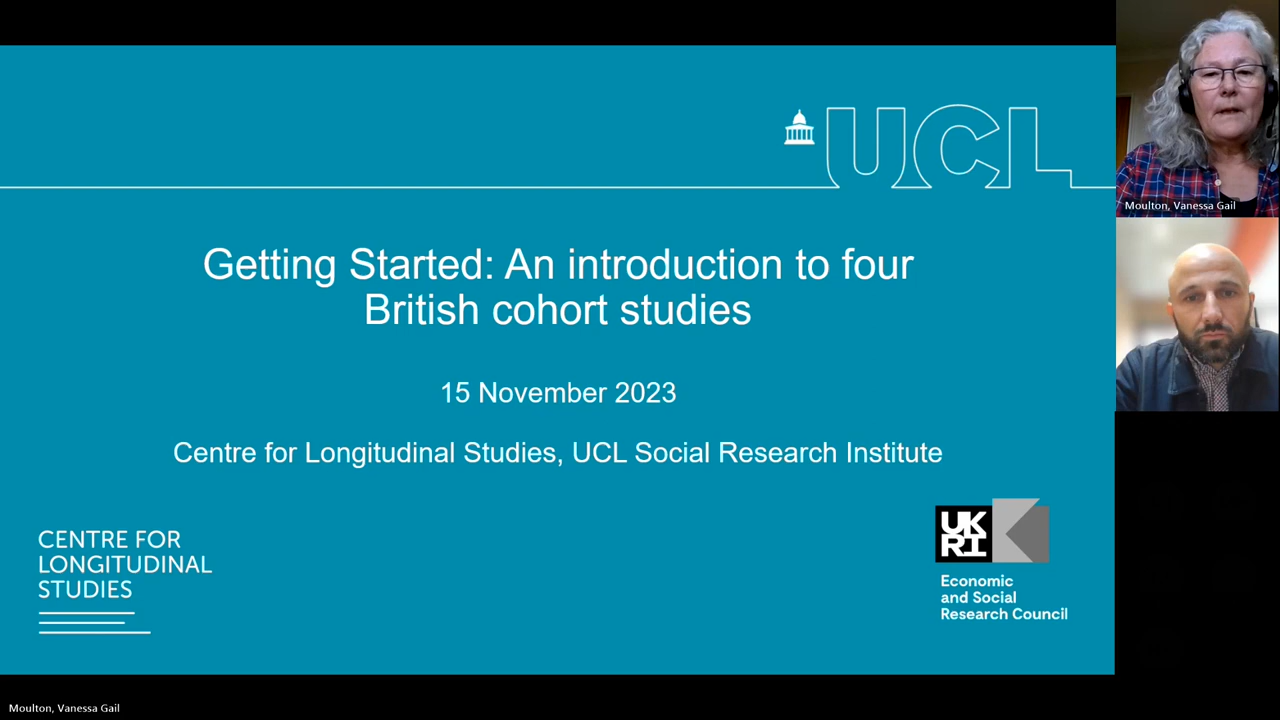 UCL
Getting Started: An introduction to four
British cohort studies
15 November 2023
Centre for Longitudinal Studies, UCL Social Research Institute
CENTRE FOR
LONGITUDINAL
STUDIES
UK
RI
Economic
and Social
Research Council
Moulton, Vanessa Gail
Moulton, Vanessa Gail